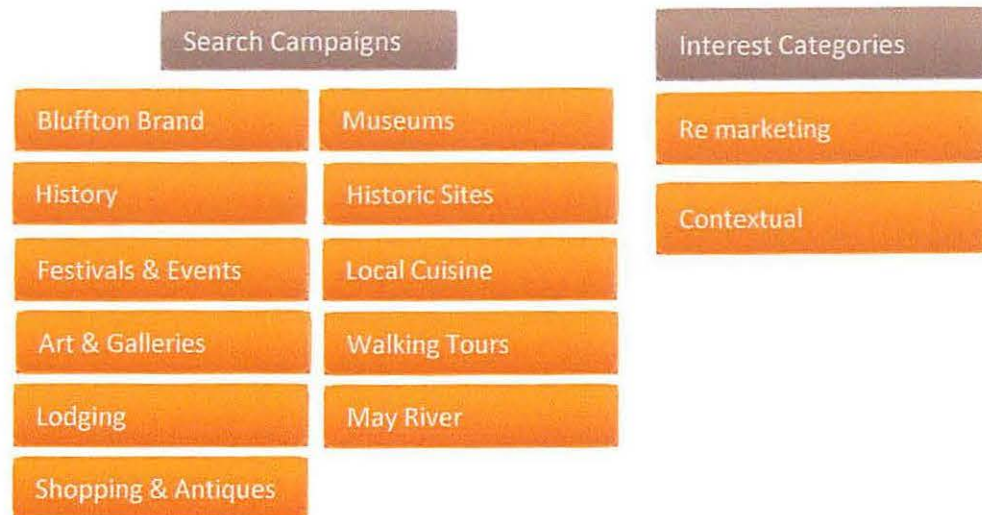 Search Campaigns
Interest Categories
Bluffton Brand
Museums
Re marketing
History
Historic Sites
Contextual
Festivals & Events
Local Cuisine
Art & Galleries
Walking Tours
Lodging
May River
Shopping & Antiques